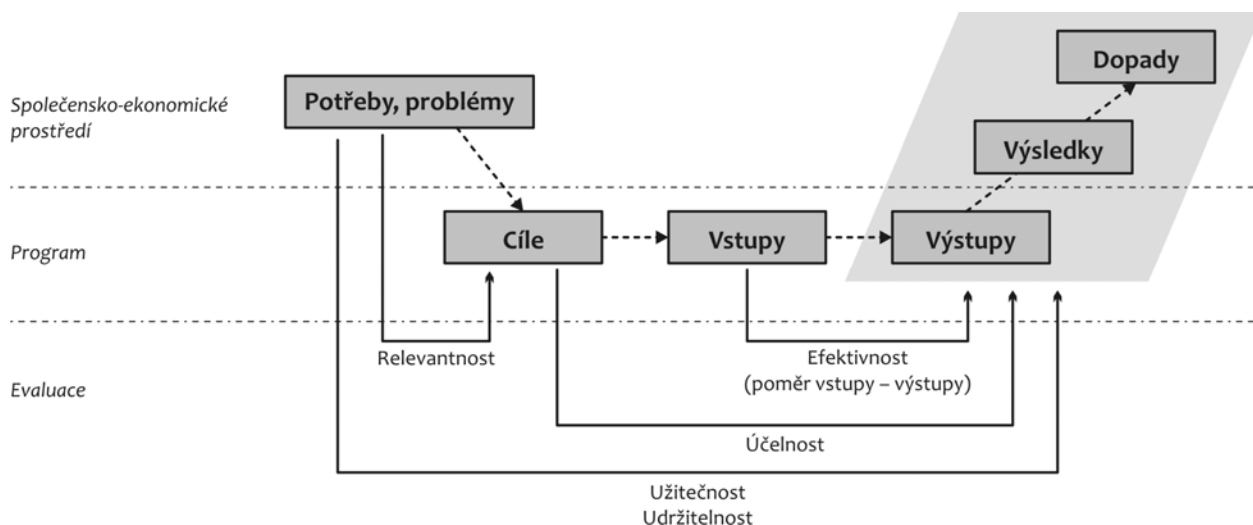 Dopady
Potřeby, problémy
Společensko-ekonomické
prostředí
Výsledky
Cíle
Vstupy
Výstupy
Program
Relevantnost
Efektivnost
(poměr vstupy – výstupy)
Evaluace
Účelnost
Užitečnost
Udržitelnost